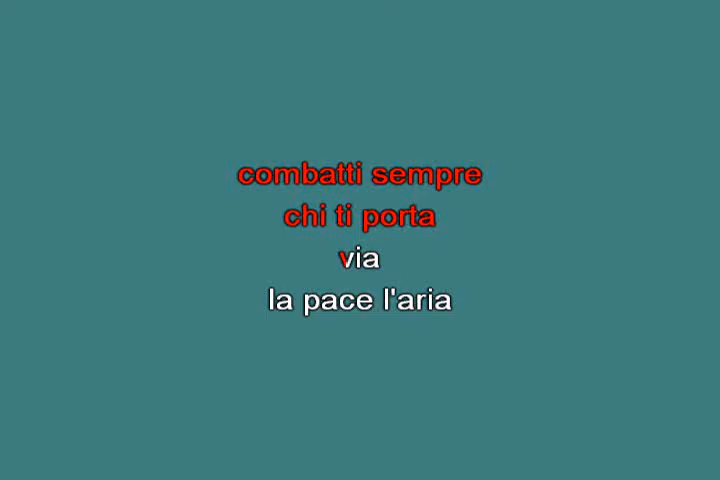 combatti sempre
chi ti porta
via
la pace l'aria